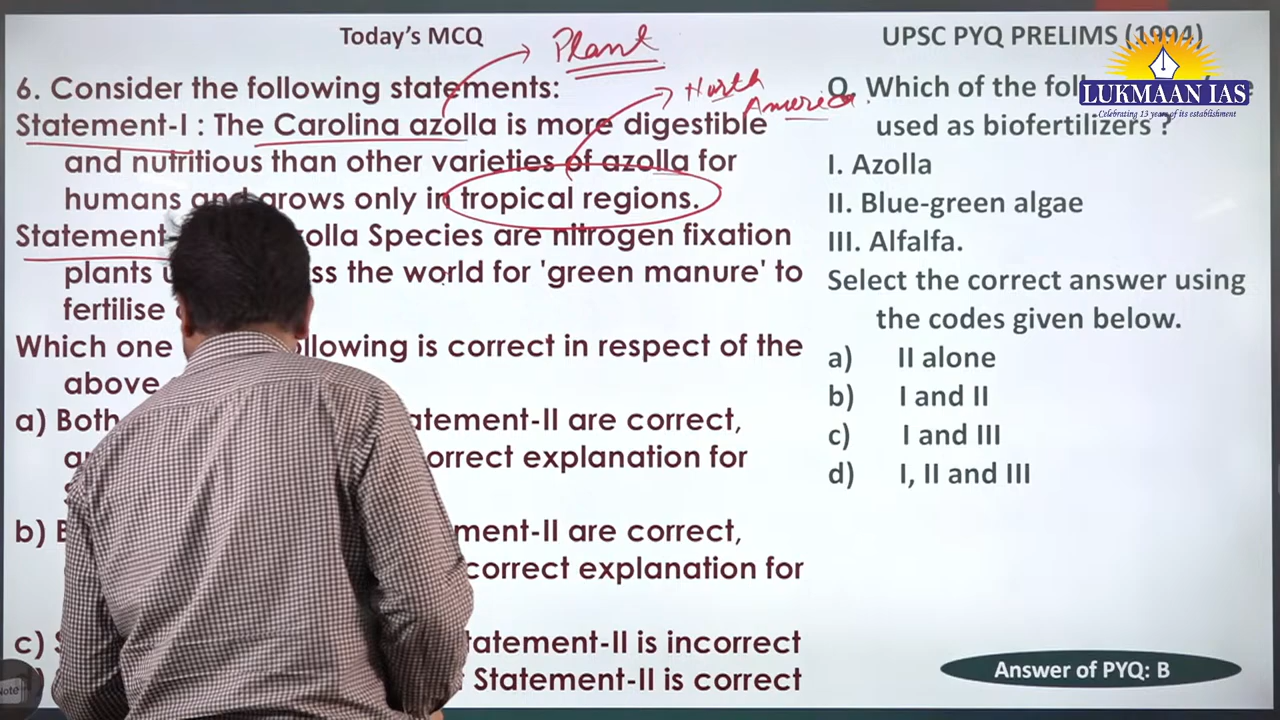 Today's MCQ
Plant
6. Consider the following statements:
North
America
Statement-I : The Carolina azolla is more digestible
and nutritious than other varieties of azolla for
humans and grows only in tropical regions.
Statement olla Species are nitrogen fixation
plants the world for 'green manure' to
fertilise
Which one following is correct in respect of the
above
a) Both atement-II are correct,
orrect explanation for
b) ment-II are correct,
correct explanation for
c) tatement-II is incorrect
Statement-II is correct
UPSC PYQ PRELIMS (1994)
LUKMAAN IAS
Celebrating 15 years of its establishment
Q. Which of the
used as biofertilizers ?
I. Azolla
II. Blue-green algae
III. Alfalfa.
Select the correct answer using
the codes given below.
a) II alone
b) I and II
c) I and III
d) I, II and III
Answer of PYQ: B